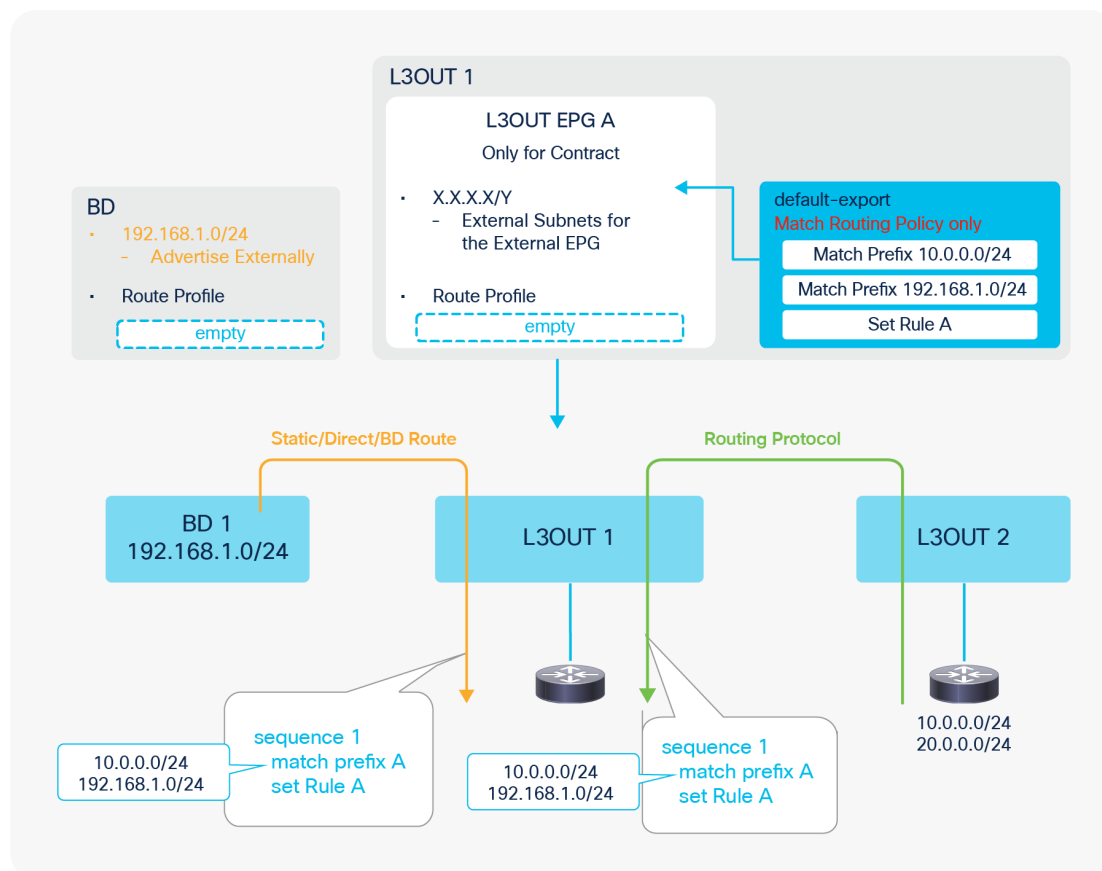 L3OUT 1
L3OUT EPG A
Only for Contract
· X.X.X.X/Y
- External Subnets for
the External EPG
· Route Profile
empty
BD
· 192.168.1.0/24
- Advertise Externally
· Route Profile
empty
default-export
Match Routing Policy only
Match Prefix 10.0.0.0/24
Match Prefix 192.168.1.0/24
Set Rule A
Static/Direct/BD Route
Routing Protocol
BD 1
192.168.1.0/24
L3OUT 1
L3OUT 2
10.0.0.0/24
20.0.0.0/24
sequence 1
match prefix A
set Rule A
10.0.0.0/24
192.168.1.0/24
sequence 1
match prefix A
set Rule A
10.0.0.0/24
192.168.1.0/24